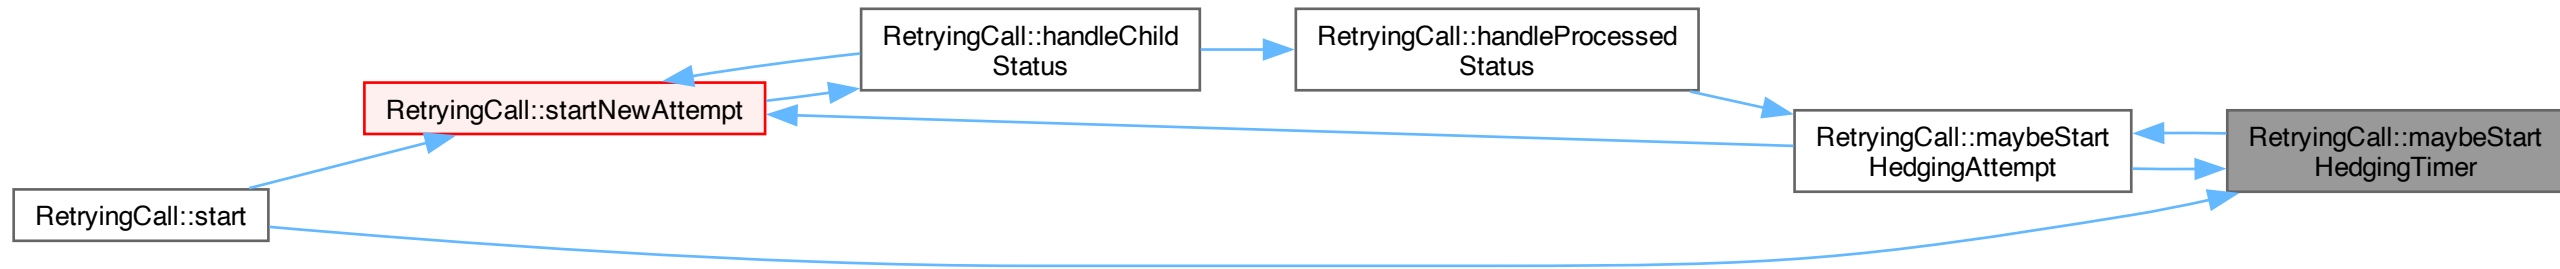 RetryingCall::handleChild
Status
RetryingCall::handleProcessed
Status
RetryingCall::startNewAttempt
RetryingCall::maybeStart
HedgingAttempt
RetryingCall::maybeStart
HedgingTimer
RetryingCall::start